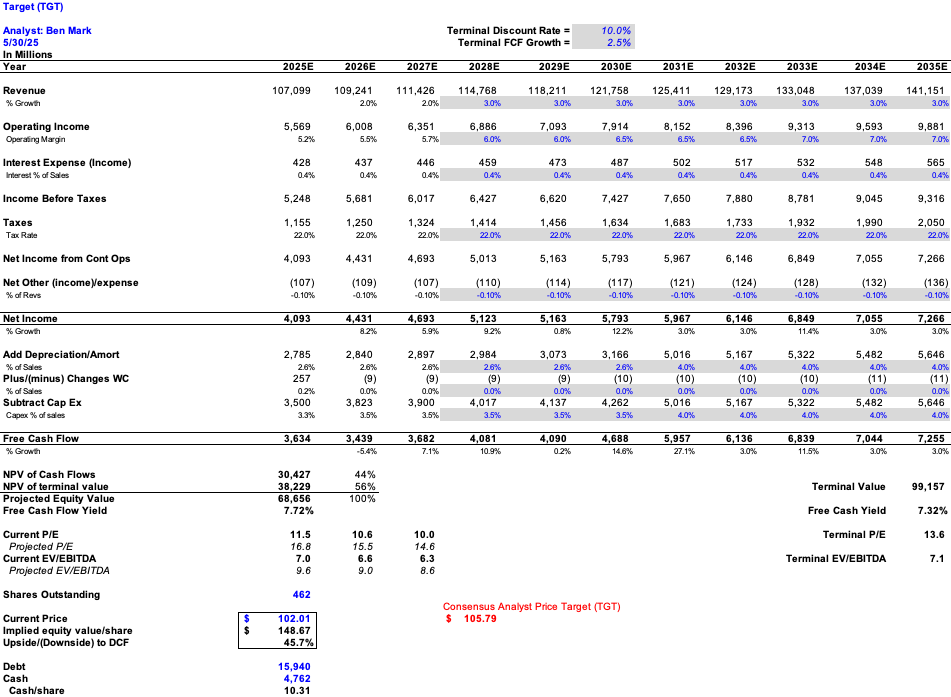 Target (TGT)
Analyst: Ben Mark Terminal Discount Rate = 10.0%
5/30/25 Terminal FCF Growth = 2.5%
In Millions
Year 2025E 2026E 2027E 2028E 2029E 2030E 2031E 2032E 2033E 2034E 2035E
Revenue 107,099 109,241 111,426 114,768 118,211 121,758 125,411 129,173 133,048 137,039 141,151
% Growth 2.0% 2.0% 3.0% 3.0% 3.0% 3.0% 3.0% 3.0% 3.0% 3.0%
Operating Income 5,569 6,008 6,351 6,886 7,093 7,914 8,152 8,396 9,313 9,593 9,881
Operating Margin 5.2% 5.5% 5.7% 6.0% 6.0% 6.5% 6.5% 6.5% 7.0% 7.0% 7.0%
Interest Expense (Income) 428 437 446 459 473 487 502 517 532 548 565
Interest % of Sales 0.4% 0.4% 0.4% 0.4% 0.4% 0.4% 0.4% 0.4% 0.4% 0.4% 0.4%
Income Before Taxes 5,248 5,681 6,017 6,427 6,620 7,427 7,650 7,880 8,781 9,045 9,316
Taxes 1,155 1,250 1,324 1,414 1,456 1,634 1,683 1,733 1,932 1,990 2,050
Tax Rate 22.0% 22.0% 22.0% 22.0% 22.0% 22.0% 22.0% 22.0% 22.0% 22.0% 22.0%
Net Income from Cont Ops 4,093 4,431 4,693 5,013 5,163 5,793 5,967 6,146 6,849 7,055 7,266
Net Other (income)/expense (107) (109) (107) (110) (114) (117) (121) (124) (128) (132) (136)
% of Revs -0.10% -0.10% -0.10% -0.10% -0.10% -0.10% -0.10% -0.10% -0.10% -0.10% -0.10%
Net Income 4,093 4,431 4,693 5,123 5,163 5,793 5,967 6,146 6,849 7,055 7,266
% Growth 8.2% 5.9% 9.2% 0.8% 12.2% 3.0% 3.0% 11.4% 3.0% 3.0%
Add Depreciation/Amort 2,785 2,840 2,897 2,984 3,073 3,166 5,016 5,167 5,322 5,482 5,646
% of Sales 2.6% 2.6% 2.6% 2.6% 2.6% 2.6% 4.0% 4.0% 4.0% 4.0% 4.0%
Plus/(minus) Changes WC 257 (9) (9) (9) (9) (10) (10) (10) (10) (11) (11)
% of Sales 0.2% 0.0% 0.0% 0.0% 0.0% 0.0% 0.0% 0.0% 0.0% 0.0% 0.0%
Subtract Cap Ex 3,500 3,823 3,900 4,017 4,137 4,262 5,016 5,167 5,322 5,482 5,646
Capex % of sales 3.3% 3.5% 3.5% 3.5% 3.5% 3.5% 4.0% 4.0% 4.0% 4.0% 4.0%
Free Cash Flow 3,634 3,439 3,682 4,081 4,090 4,688 5,957 6,136 6,839 7,044 7,255
% Growth -5.4% 7.1% 10.9% 0.2% 14.6% 27.1% 3.0% 11.5% 3.0% 3.0%
NPV of Cash Flows 30,427 44%
NPV of terminal value 38,229 56% Terminal Value 99,157
Projected Equity Value 68,656 100%
Free Cash Flow Yield 7.72% Free Cash Yield 7.32%
Current P/E 11.5 10.6 10.0 Terminal P/E 13.6
Projected P/E 16.8 15.5 14.6
Current EV/EBITDA 7.0 6.6 6.3 Terminal EV/EBITDA 7.1
Projected EV/EBITDA 9.6 9.0 8.6
Shares Outstanding 462
Consensus Analyst Price Target (TGT)
Current Price $ 102.01 $ 105.79
Implied equity value/share $ 148.67
Upside/(Downside) to DCF 45.7%
Debt 15,940
Cash 4,762
Cash/share 10.31